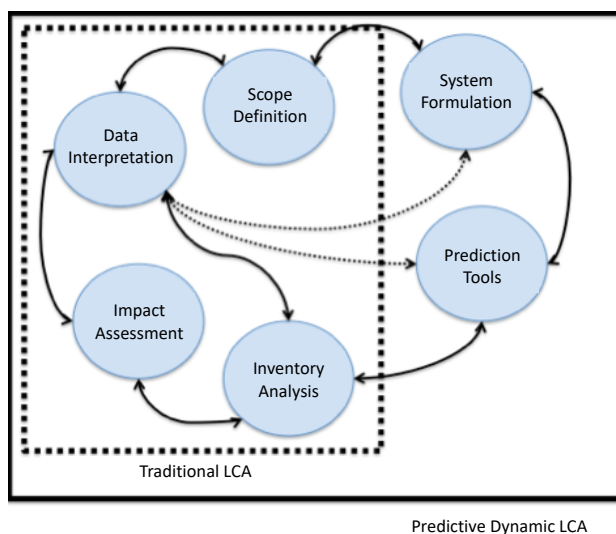 Scope
Definition
System
Formulation
Data
Interpretation
Prediction
Tools
Impact
Assessment
Inventory
Analysis
Traditional LCA
Predictive Dynamic LCA